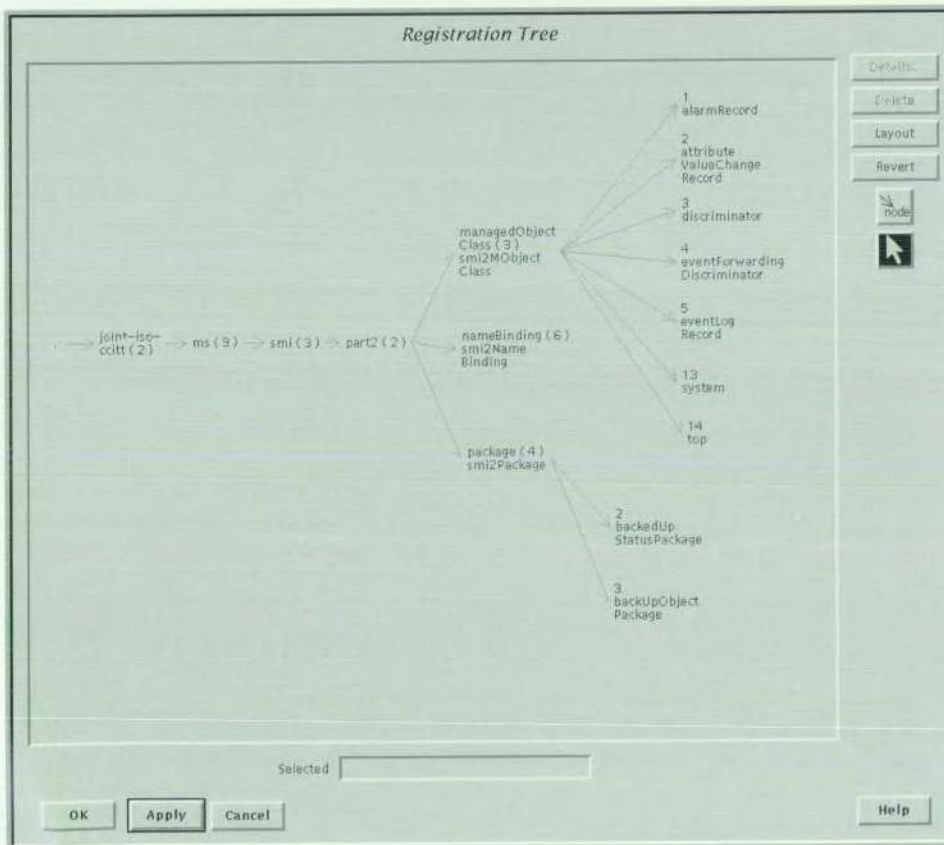 Registration Tree
joint-iso-
ccitt (2)
ms (9)
smi (3)
part2 (2)
managedObject
Class (3)
smi2MObject
Class
nameBinding (6)
smi2Name
Binding
package (4)
smi2Package
1
alarmRecord
2
attribute
ValueChange
Record
3
discriminator
4
eventForwarding
Discriminator
5
eventLog
Record
13
system
14
top
2
backedUp
StatusPackage
3
backUpObject
Package
Details...
Delete
Layout
Revert
node
Selected
OK
Apply
Cancel
Help